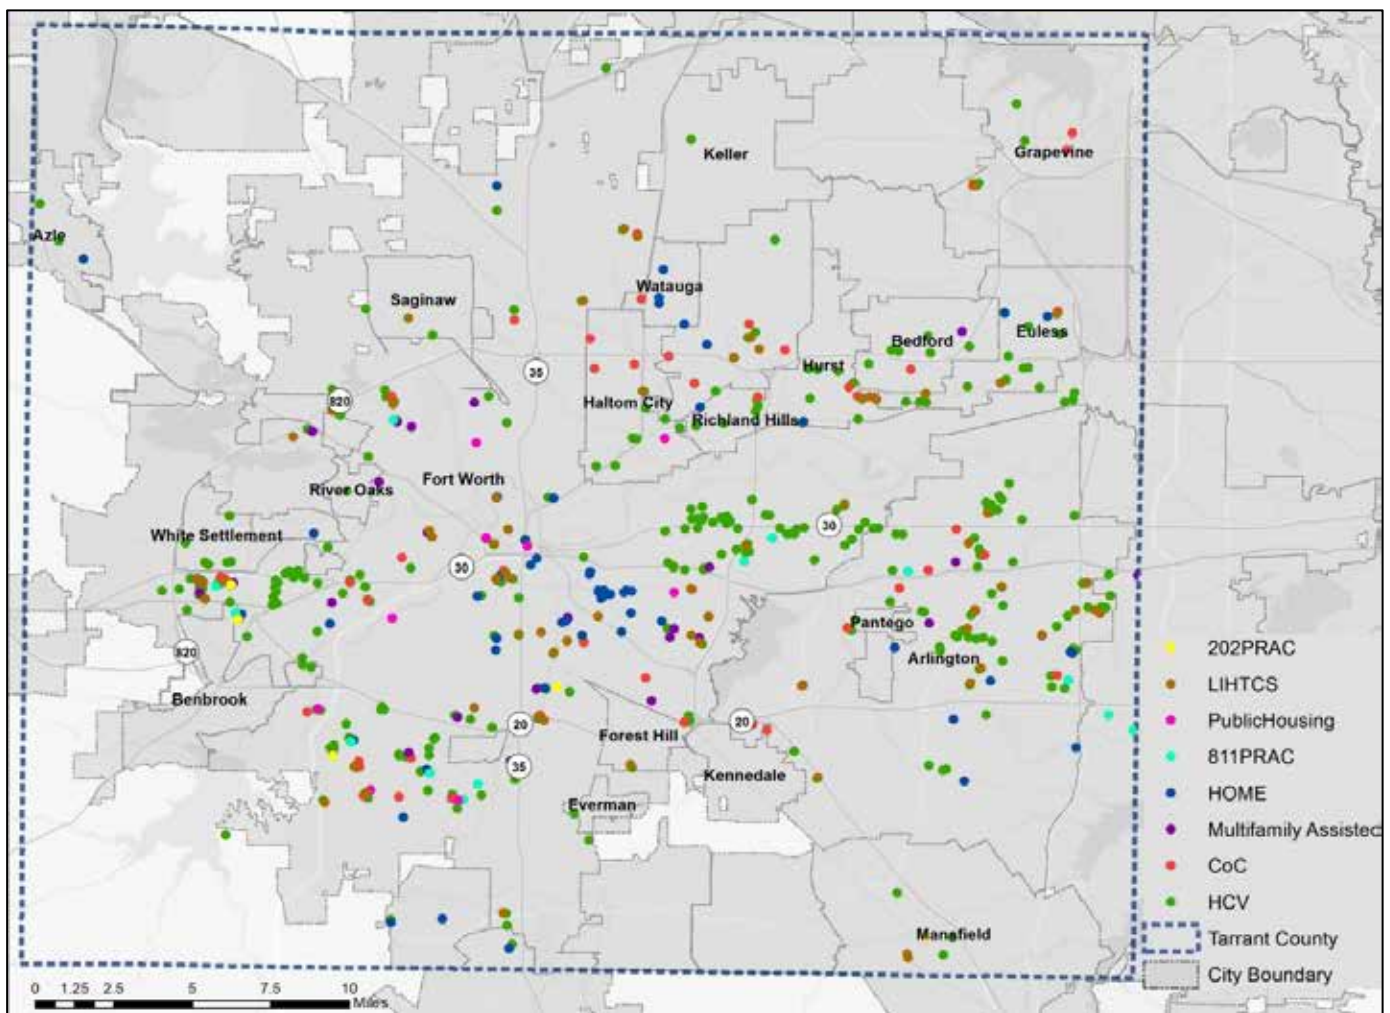 Keller
Grapevine
Azle
Watauga
Saginaw
Bedford
Euless
Hurst
35
820
Haltom City
Richland Hills
Fort Worth
River Oaks
White Settlement
30
30
Pantego
820
Arlington
Benbrook
20
20
Forest Hill
35
Kennedale
Everman
Mansfield
202PRAC
LIHTCS
PublicHousing
811PRAC
HOME
Multifamily Assisted
CoC
HCV
Tarrant County
City Boundary
0 1.25 2.5 5 7.5 10
Miles